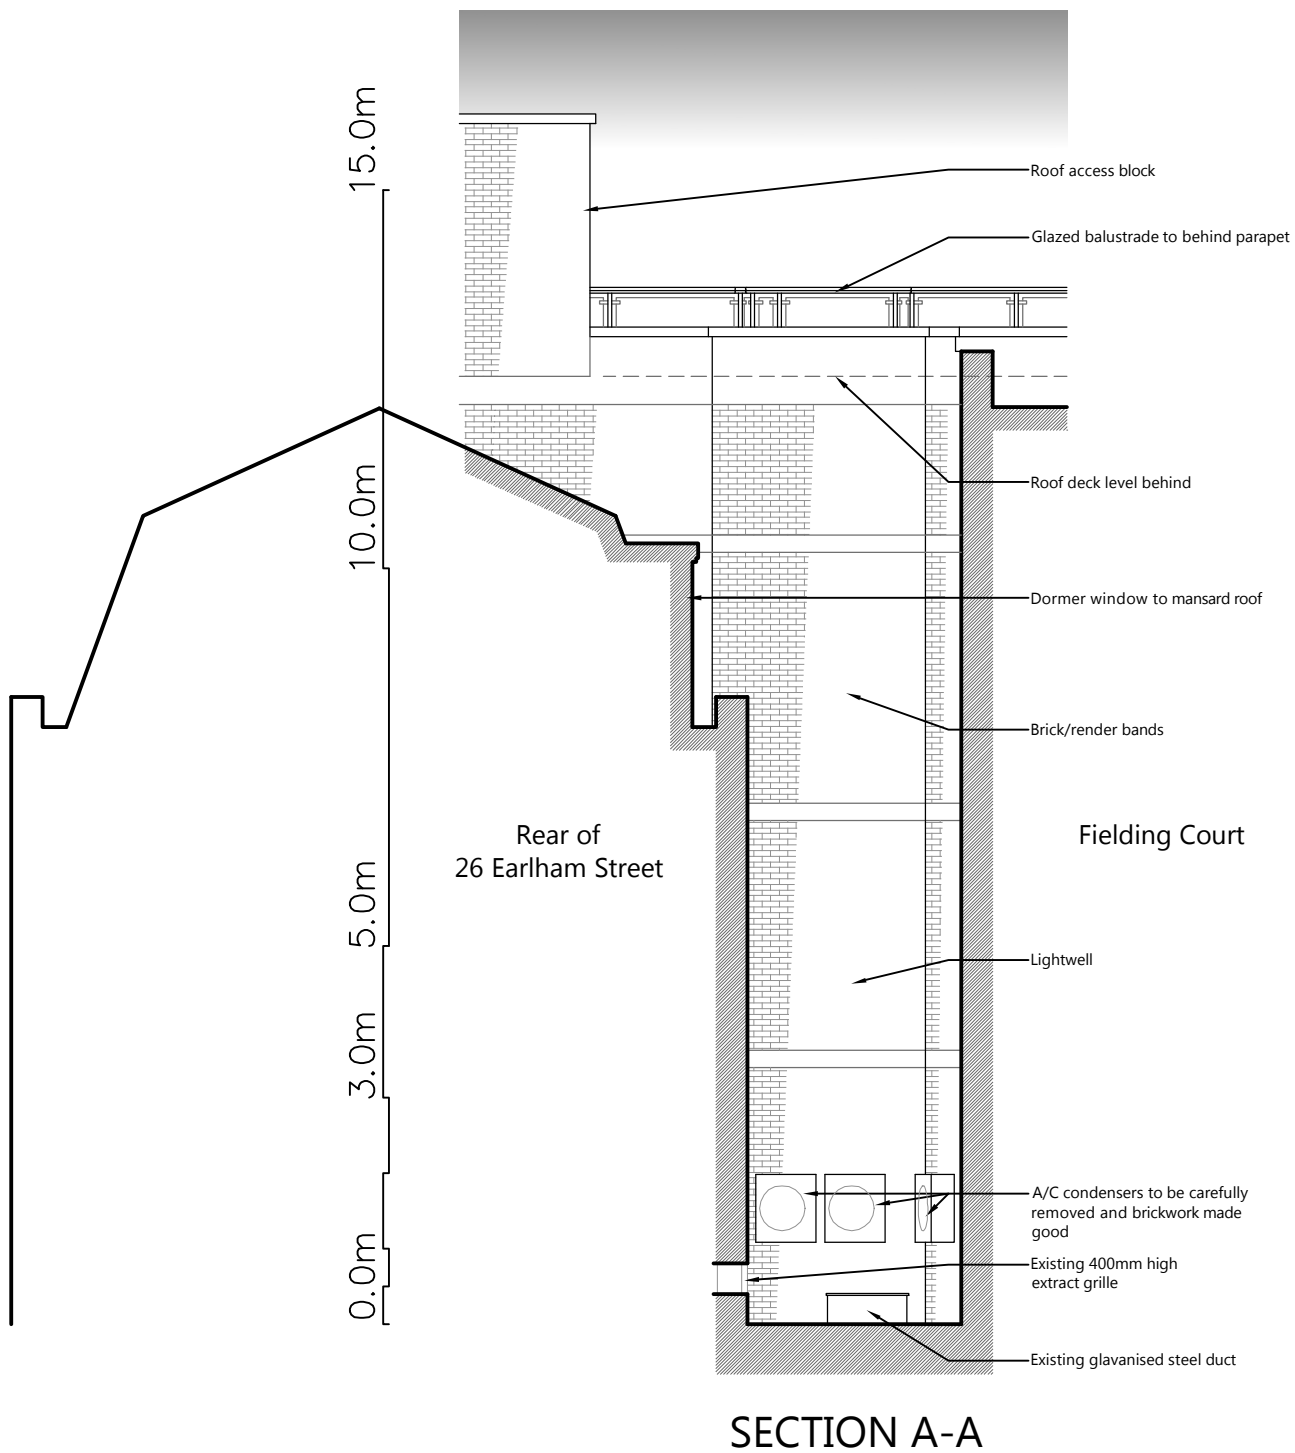 15.0m
10.0m
5.0m
3.0m
0.0m
Roof access block
Glazed balustrade to behind parapet
Roof deck level behind
Dormer window to mansard roof
Brick/render bands
Rear of
26 Earlham Street
Fielding Court
Lightwell
A/C condensers to be carefully
removed and brickwork made
good
Existing 400mm high
extract grille
Existing glavanised steel duct
SECTION A-A